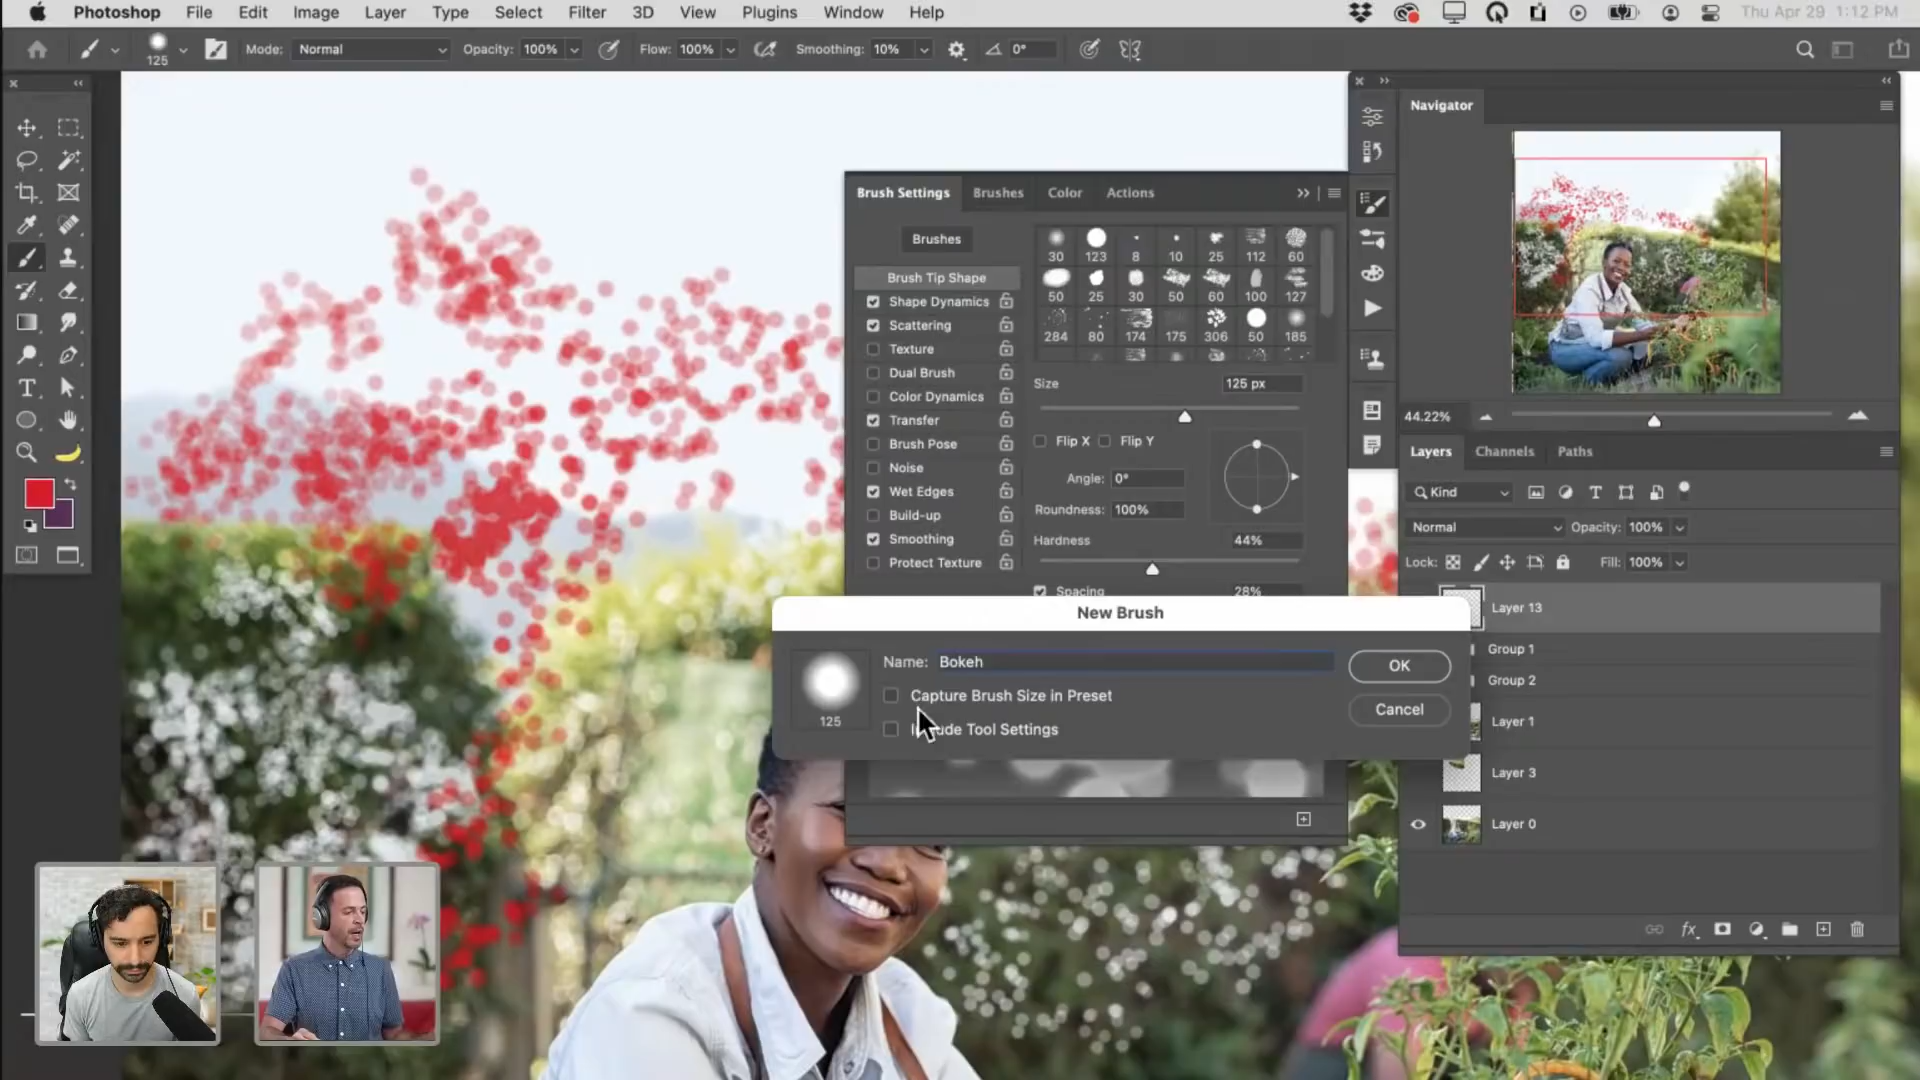 Photoshop File Edit Image Layer Type Select Filter 3D View Plugins Window Help Thu Apr 29 1:12 PM
125 Mode: Normal Opacity: 100% Flow: 100% Smoothing: 10% 0°
Navigator
44.22%
Brush Settings Brushes Color Actions
Brushes
Brush Tip Shape
Shape Dynamics
Scattering
Texture
Dual Brush
Color Dynamics
Transfer
Brush Pose
Noise
Wet Edges
Build-up
Smoothing
Protect Texture
30 123 8 10 25 112 60
50 25 30 50 60 100 127
284 80 174 175 306 50 185
Size 125 px
Flip X Flip Y
Angle: 0°
Roundness: 100%
Hardness 44%
Spacing 28%
New Brush
125
Name: Bokeh
Capture Brush Size in Preset
Tool Settings
OK
Cancel
Layers Channels Paths
Kind
Normal Opacity: 100%
Lock: Fill: 100%
Layer 13
Group 1
Group 2
Layer 1
Layer 3
Layer 0
fx